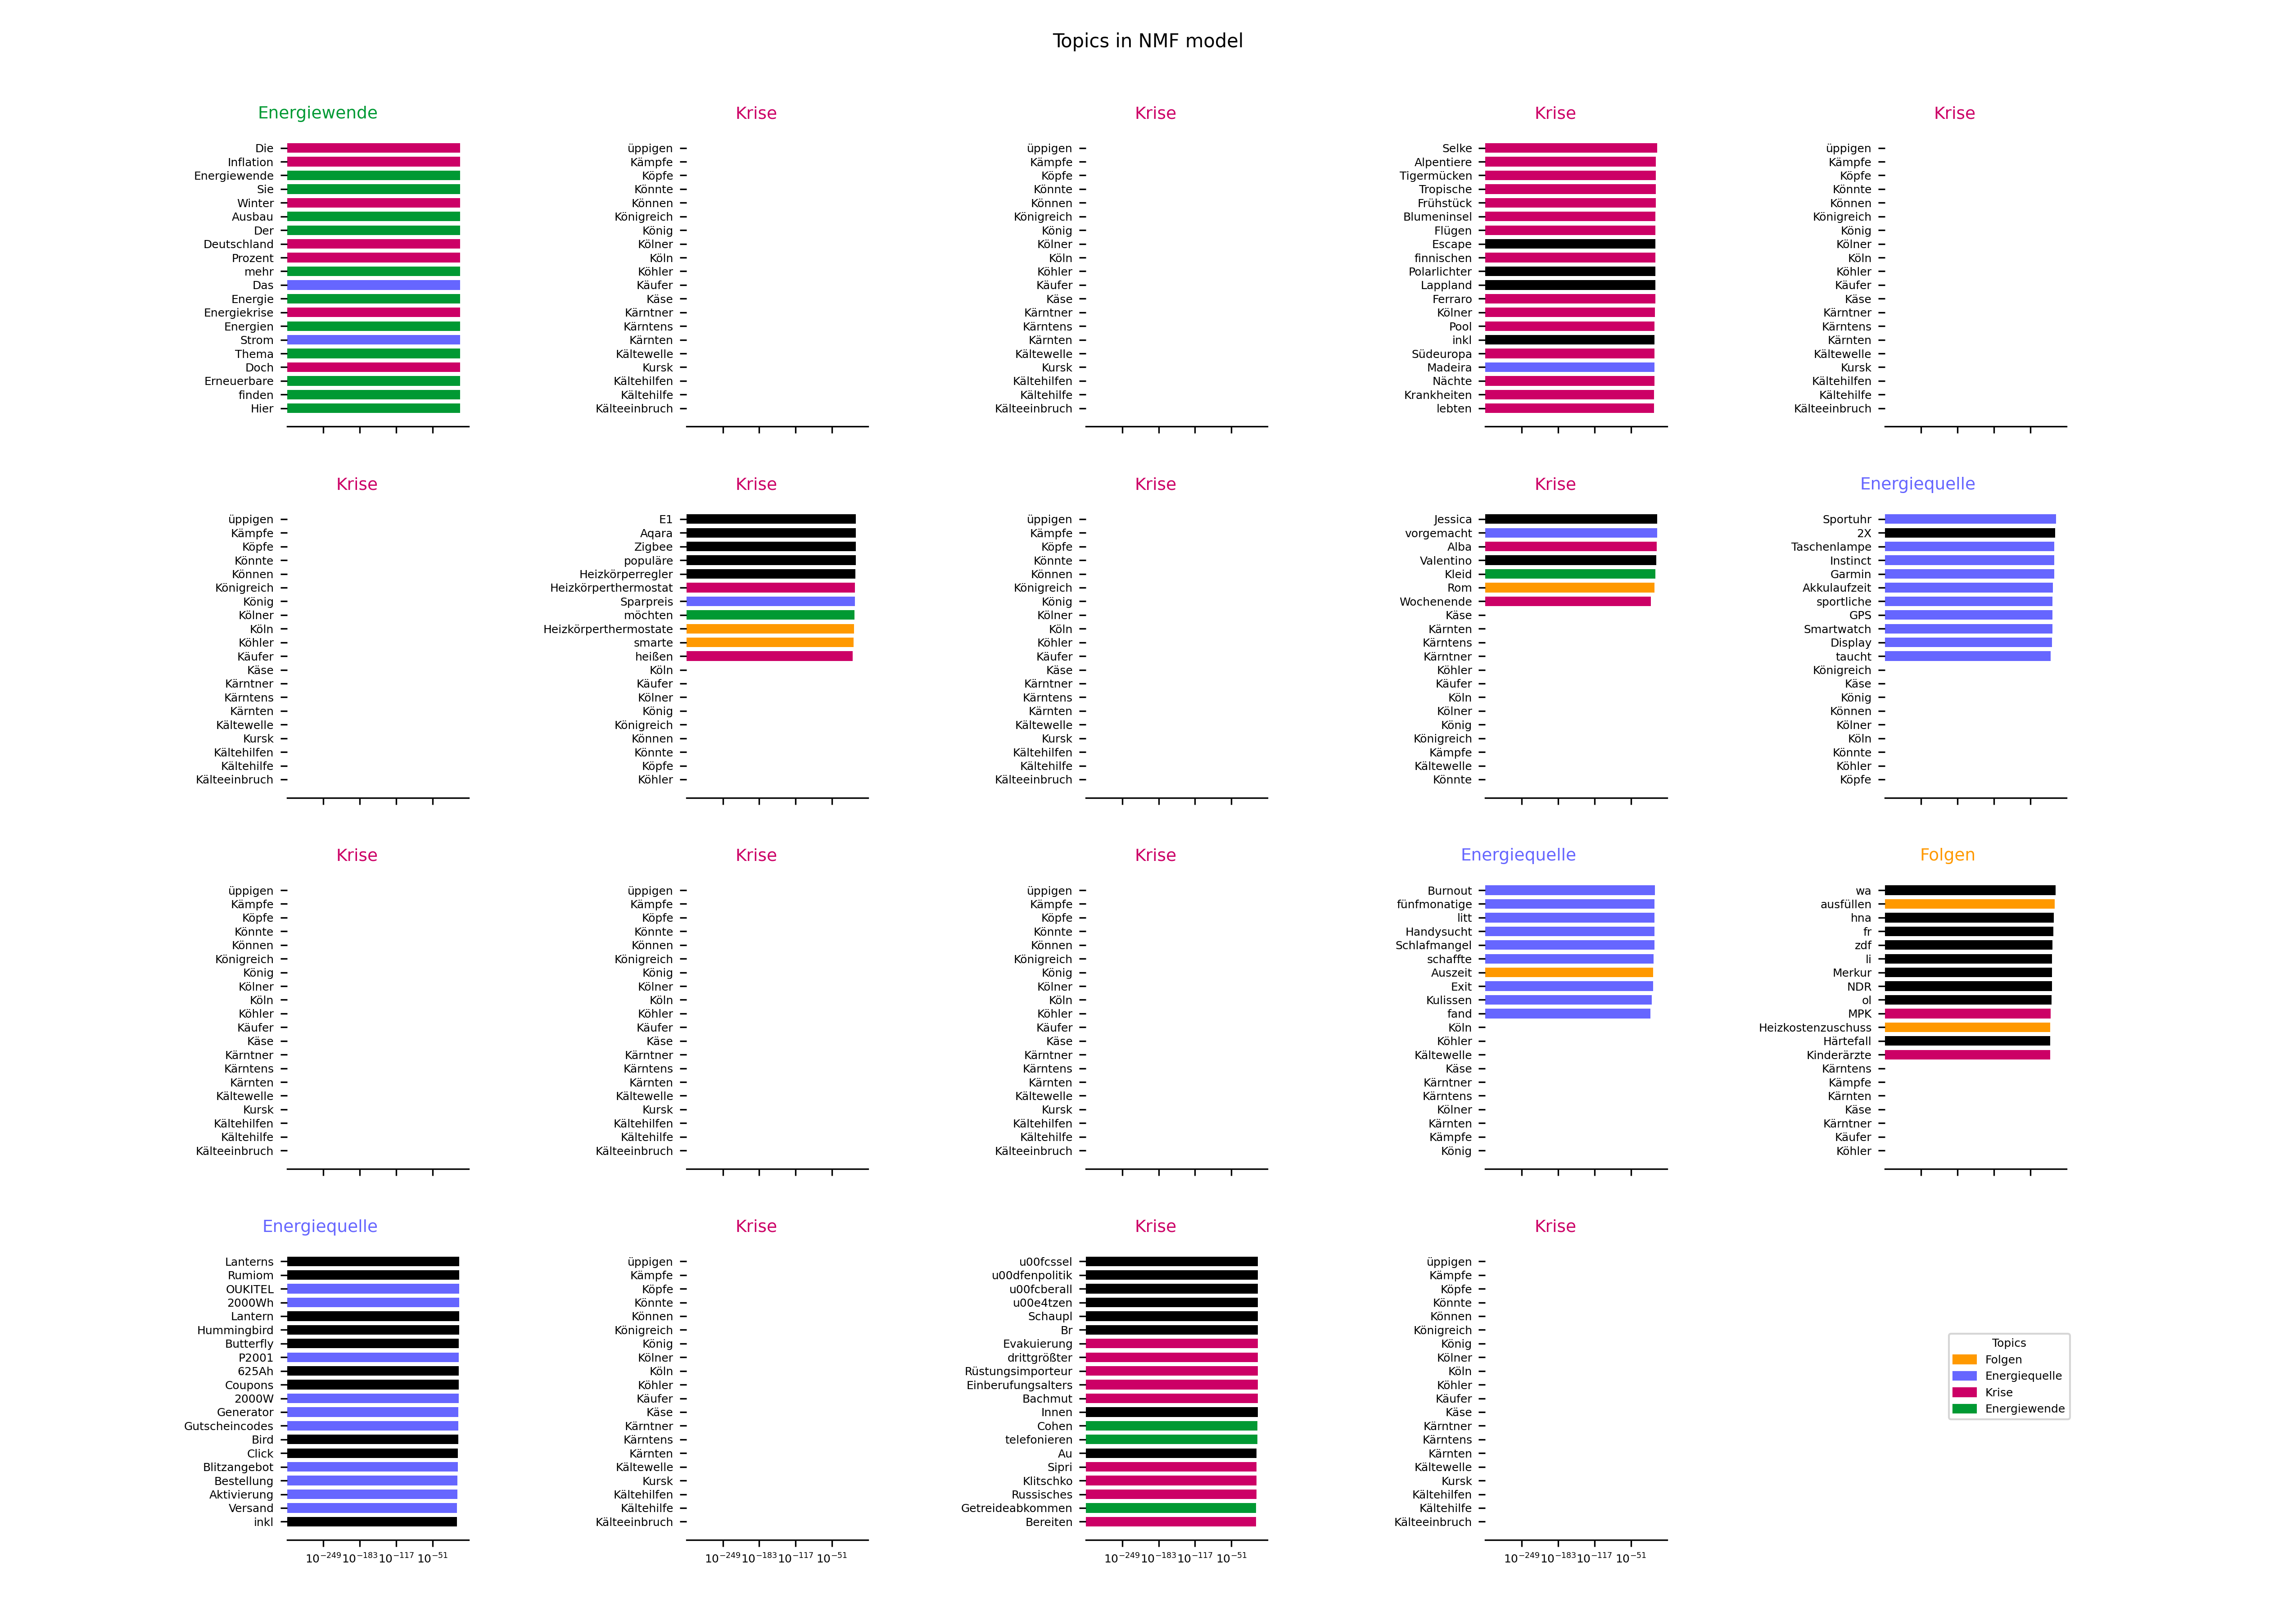 Topics in NMF model
Energiewende
Die
Inflation
Energiewende
Sie
Winter
Ausbau
Der
Deutschland
Prozent
mehr
Das
Energie
Energiekrise
Energien
Strom
Thema
Doch
Erneuerbare
finden
Hier
Krise
üppigen
Kämpfe
Köpfe
Könnte
Können
Königreich
König
Kölner
Köln
Köhler
Käufer
Käse
Kärntner
Kärntens
Kärnten
Kältewelle
Kursk
Kältehilfen
Kältehilfe
Kälteeinbruch
Krise
üppigen
Kämpfe
Köpfe
Könnte
Können
Königreich
König
Kölner
Köln
Köhler
Käufer
Käse
Kärntner
Kärntens
Kärnten
Kältewelle
Kursk
Kältehilfen
Kältehilfe
Kälteeinbruch
Krise
Selke
Alpentiere
Tigermücken
Tropische
Frühstück
Blumeninsel
Flügen
Escape
finnischen
Polarlichter
Lappland
Ferraro
Kölner
Pool
inkl
Südeuropa
Madeira
Nächte
Krankheiten
lebten
Krise
üppigen
Kämpfe
Köpfe
Könnte
Können
Königreich
König
Kölner
Köln
Köhler
Käufer
Käse
Kärntner
Kärntens
Kärnten
Kältewelle
Kursk
Kältehilfen
Kältehilfe
Kälteeinbruch
Krise
üppigen
Kämpfe
Köpfe
Könnte
Können
Königreich
König
Kölner
Köln
Köhler
Käufer
Käse
Kärntner
Kärntens
Kärnten
Kältewelle
Kursk
Kältehilfen
Kältehilfe
Kälteeinbruch
Krise
E1
Aqara
Zigbee
populäre
Heizkörperregler
Heizkörperthermostat
Sparpreis
möchten
Heizkörperthermostate
smarte
heißen
Köln
Käufer
Kölner
König
Königreich
Können
Könnte
Köpfe
Köhler
Krise
üppigen
Kämpfe
Köpfe
Könnte
Können
Königreich
König
Kölner
Köln
Köhler
Käufer
Käse
Kärntner
Kärntens
Kärnten
Kältewelle
Kursk
Kältehilfen
Kältehilfe
Kälteeinbruch
Krise
Jessica
vorgemacht
Alba
Valentino
Kleid
Rom
Wochenende
Käse
Kärnten
Kärntens
Kärntner
Köhler
Käufer
Köln
Kölner
König
Königreich
Kämpfe
Kältewelle
Könnte
Energiequelle
Sportuhr
2X
Taschenlampe
Instinct
Garmin
Akkulaufzeit
sportliche
GPS
Smartwatch
Display
taucht
Königreich
Käse
König
Können
Kölner
Köln
Könnte
Köhler
Köpfe
Krise
üppigen
Kämpfe
Köpfe
Könnte
Können
Königreich
König
Kölner
Köln
Köhler
Käufer
Käse
Kärntner
Kärntens
Kärnten
Kältewelle
Kursk
Kältehilfen
Kältehilfe
Kälteeinbruch
Krise
üppigen
Kämpfe
Köpfe
Könnte
Können
Königreich
König
Kölner
Köln
Köhler
Käufer
Käse
Kärntner
Kärntens
Kärnten
Kältewelle
Kursk
Kältehilfen
Kältehilfe
Kälteeinbruch
Krise
üppigen
Kämpfe
Köpfe
Könnte
Können
Königreich
König
Kölner
Köln
Köhler
Käufer
Käse
Kärntner
Kärntens
Kärnten
Kältewelle
Kursk
Kältehilfen
Kältehilfe
Kälteeinbruch
Energiequelle
Burnout
fünfmonatige
litt
Handysucht
Schlafmangel
schaffte
Auszeit
Exit
Kulissen
fand
Köln
Köhler
Kältewelle
Käse
Kärntner
Kärntens
Kölner
Kärnten
Kämpfe
König
Folgen
wa
ausfüllen
hna
fr
zdf
li
Merkur
NDR
ol
MPK
Heizkostenzuschuss
Härtefall
Kinderärzte
Kärntens
Kämpfe
Kärnten
Käse
Kärntner
Käufer
Köhler
Energiequelle
Lanterns
Rumiom
OUKITEL
2000Wh
Lantern
Hummingbird
Butterfly
P2001
625Ah
Coupons
2000W
Generator
Gutscheincodes
Bird
Click
Blitzangebot
Bestellung
Aktivierung
Versand
inkl
10⁻²⁴⁹ 10⁻¹⁸³ 10⁻¹¹⁷ 10⁻⁵¹
Krise
üppigen
Kämpfe
Köpfe
Könnte
Können
Königreich
König
Kölner
Köln
Köhler
Käufer
Käse
Kärntner
Kärntens
Kärnten
Kältewelle
Kursk
Kältehilfen
Kältehilfe
Kälteeinbruch
10⁻²⁴⁹ 10⁻¹⁸³ 10⁻¹¹⁷ 10⁻⁵¹
Krise
u00fcssel
u00dfenpolitik
u00fcberall
u00e4tzen
Schaupl
Br
Evakuierung
drittgrößter
Rüstungsimporteur
Einberufungsalters
Bachmut
Innen
Cohen
telefonieren
Au
Sipri
Klitschko
Russisches
Getreideabkommen
Bereiten
10⁻²⁴⁹ 10⁻¹⁸³ 10⁻¹¹⁷ 10⁻⁵¹
Krise
üppigen
Kämpfe
Köpfe
Könnte
Können
Königreich
König
Kölner
Köln
Köhler
Käufer
Käse
Kärntner
Kärntens
Kärnten
Kältewelle
Kursk
Kältehilfen
Kältehilfe
Kälteeinbruch
10⁻²⁴⁹ 10⁻¹⁸³ 10⁻¹¹⁷ 10⁻⁵¹
Topics
Folgen
Energiequelle
Krise
Energiewende